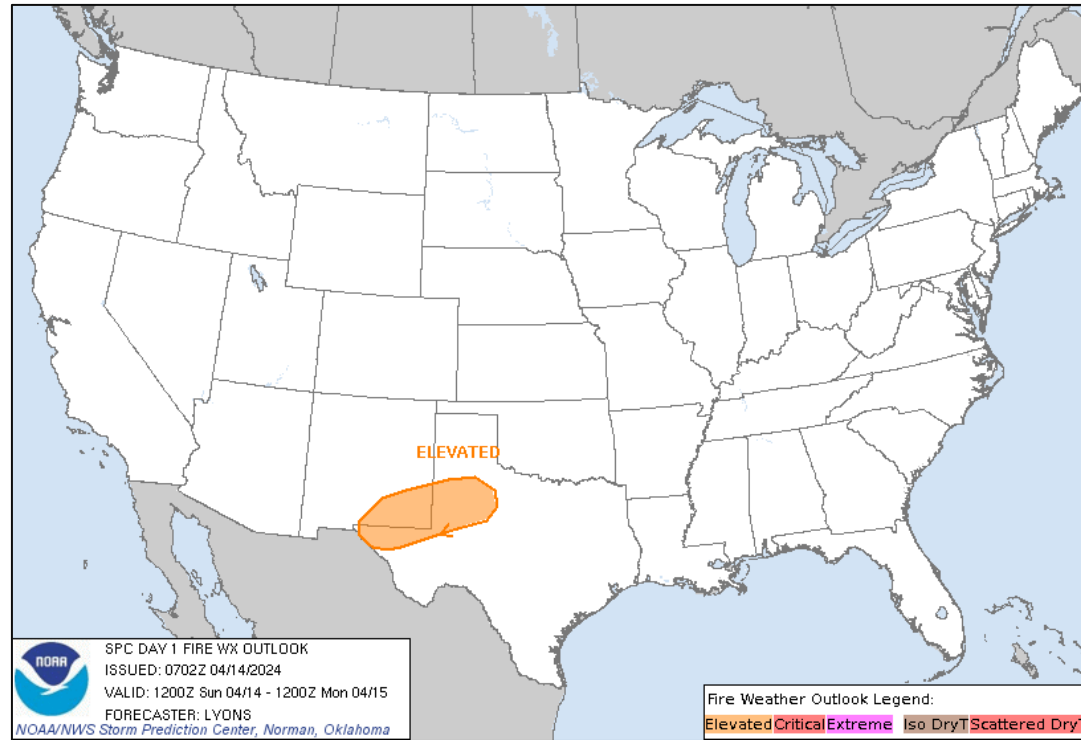 ELEVATED
NOAA
SPC DAY 1 FIRE WX OUTLOOK
ISSUED: 0702Z 04/14/2024
VALID: 1200Z Sun 04/14 - 1200Z Mon 04/15
FORECASTER: LYONS
NOAA/NWS Storm Prediction Center, Norman, Oklahoma
Fire Weather Outlook Legend:
Elevated Critical Extreme Iso DryT Scattered DryT